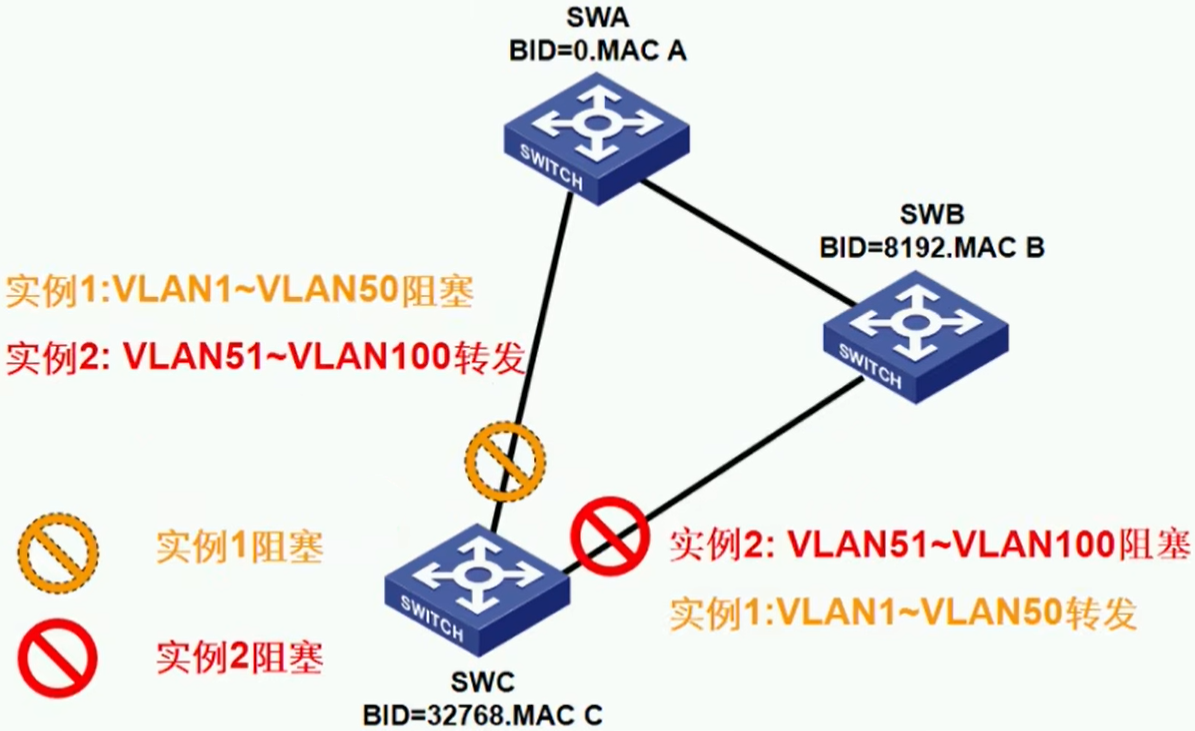 SWA
BID=0.MAC A
SWITCH
SWB
BID=8192.MAC B
SWITCH
实例1:VLAN1~VLAN50阻塞
实例2: VLAN51~VLAN100转发
实例1阻塞
实例2阻塞
SWITCH
SWC
BID=32768.MAC C
实例2: VLAN51~VLAN100阻塞
实例1:VLAN1~VLAN50转发